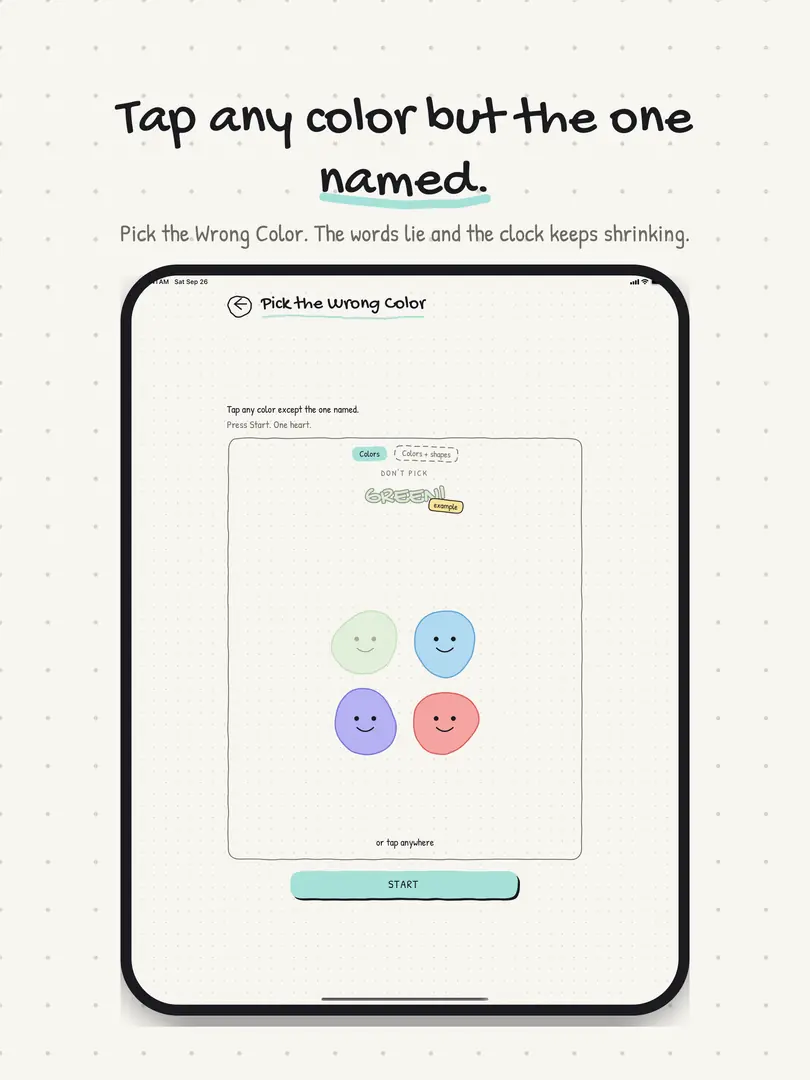 Tap any color but the one
named.
Pick the Wrong Color. The words lie and the clock keeps shrinking.
AM Sat Sep 26
Pick the Wrong Color
Tap any color except the one named.
Press Start. One heart.
Colors
Colors + shapes
DON'T PICK
GREEN!
example
or tap anywhere
START